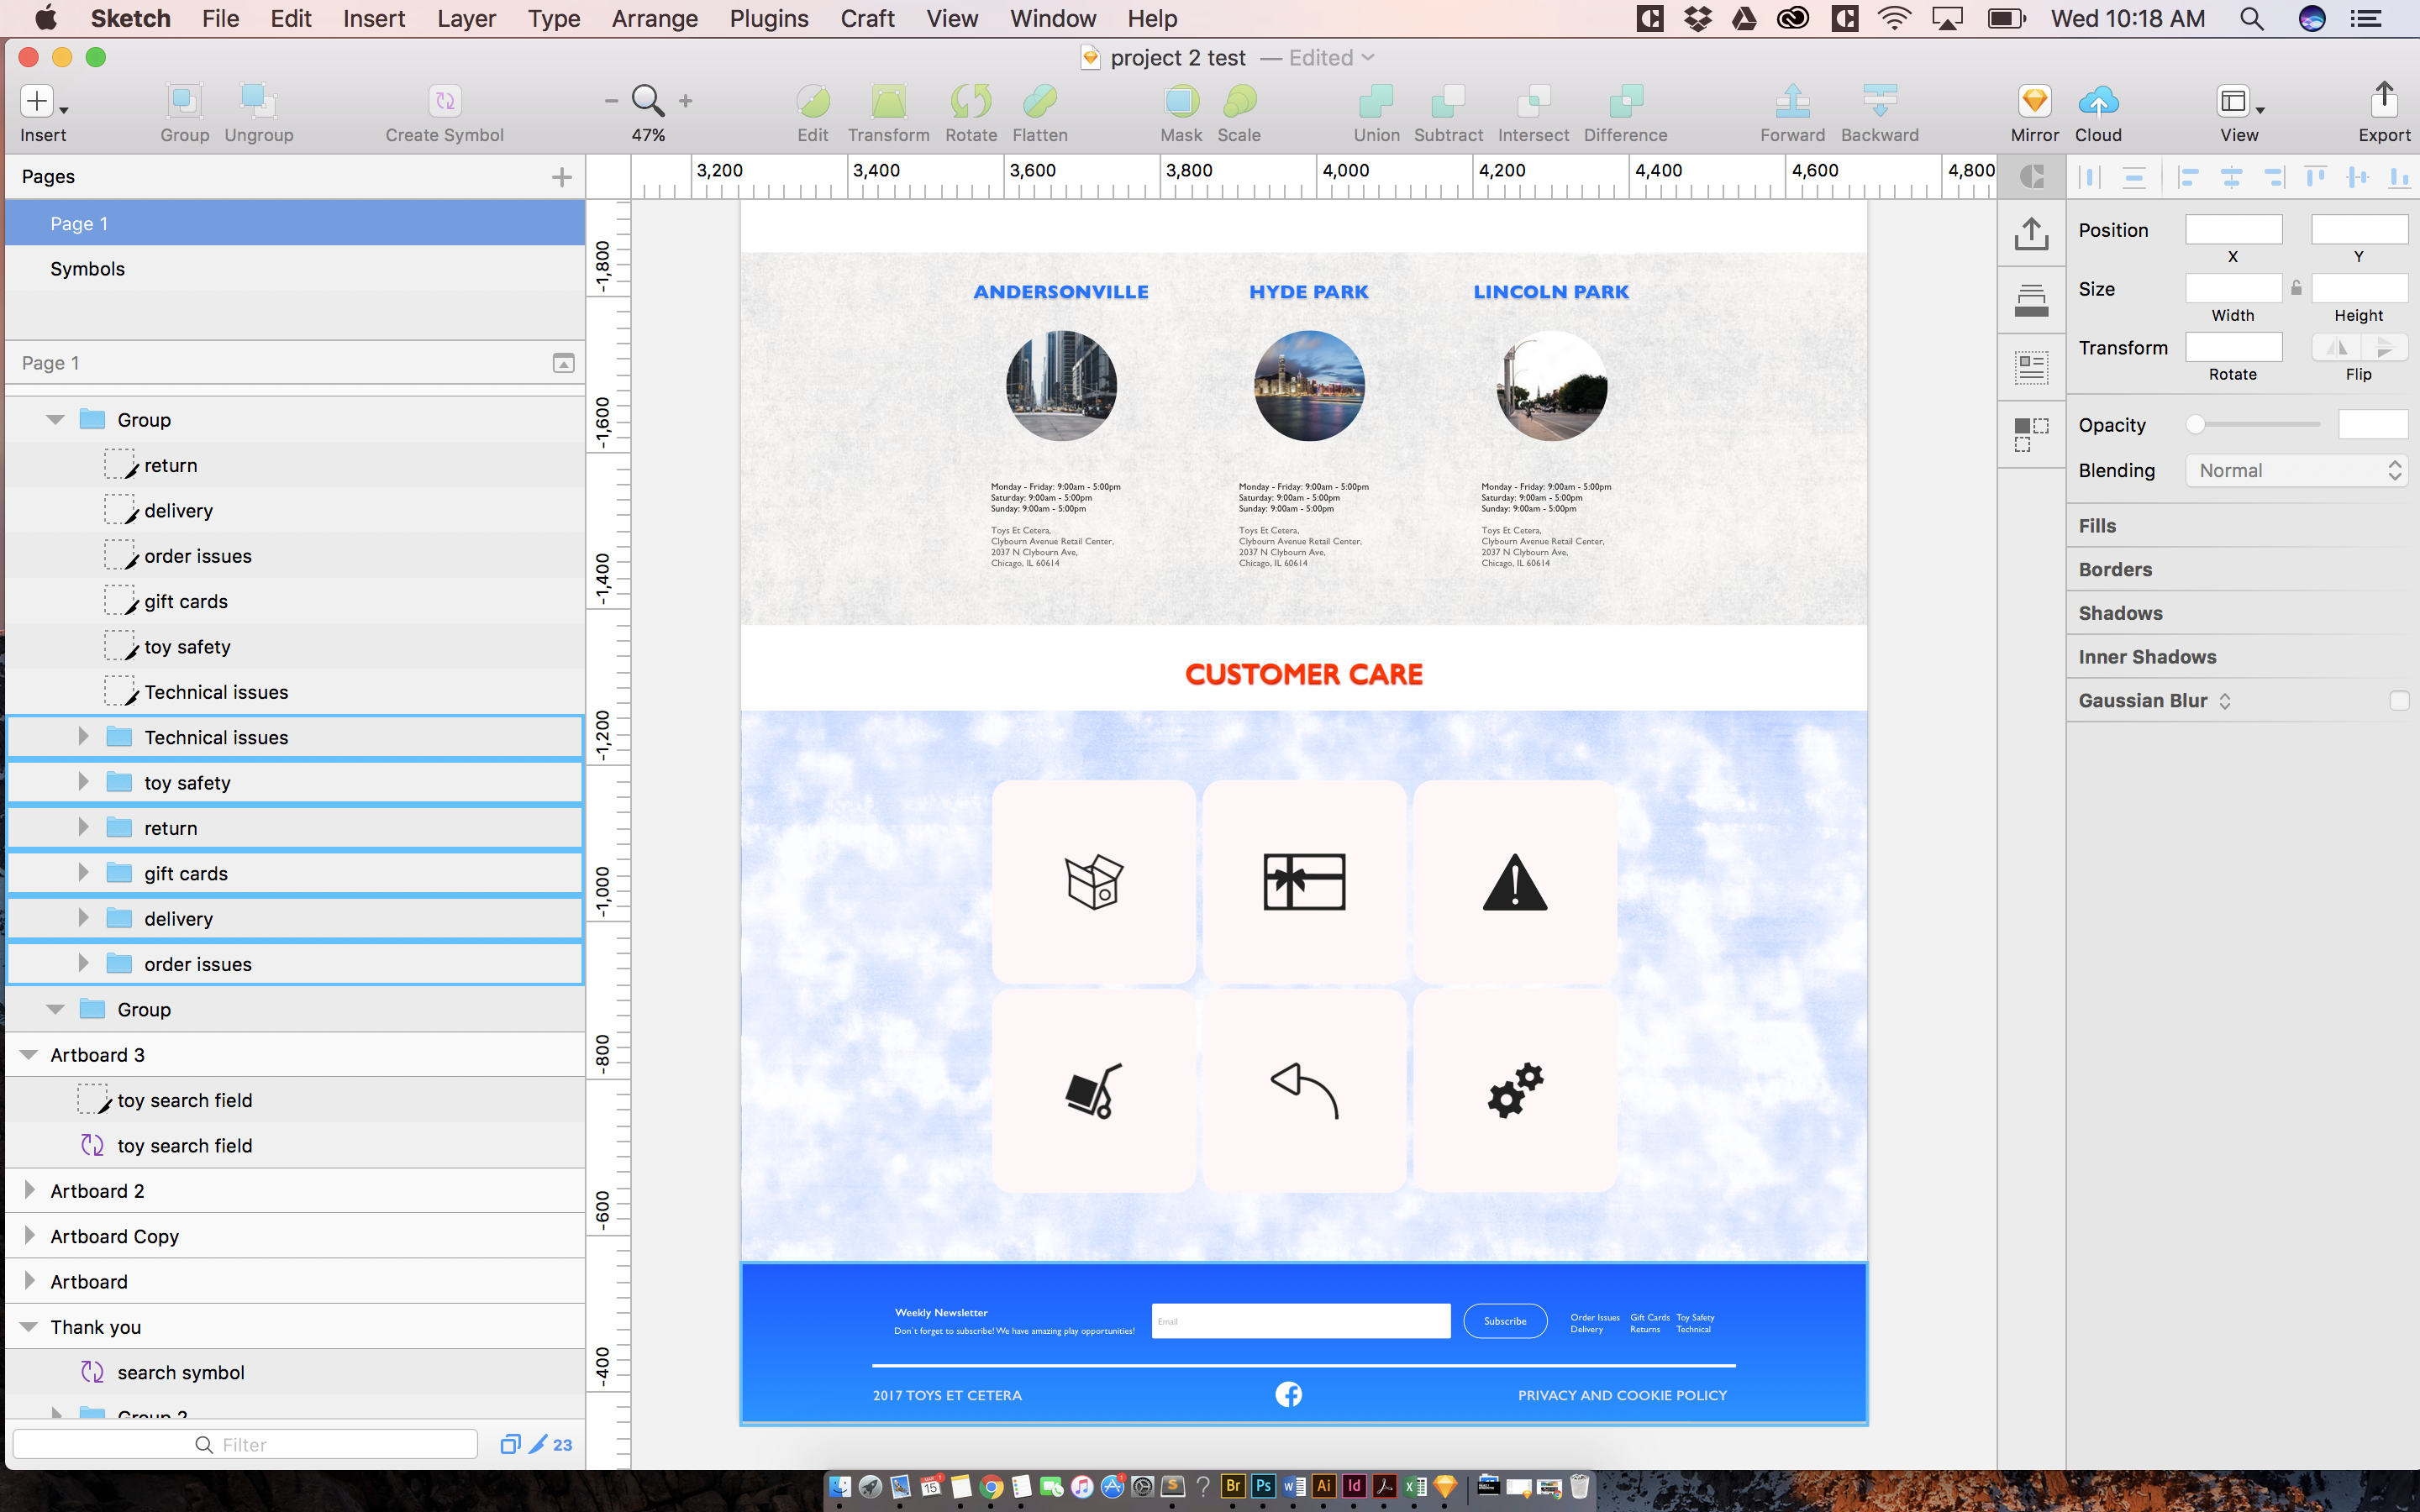 Sketch File Edit Insert Layer Type Arrange Plugins Craft View Window Help Wed 10:18 AM
project 2 test — Edited
Insert Group Ungroup Create Symbol 47% Edit Transform Rotate Flatten Mask Scale Union Subtract Intersect Difference Forward Backward Mirror Cloud View Export
Pages
Page 1
Symbols
Page 1
Group
return
delivery
order issues
gift cards
toy safety
Technical issues
Technical issues
toy safety
return
gift cards
delivery
order issues
Group
Artboard 3
toy search field
toy search field
Artboard 2
Artboard Copy
Artboard
Thank you
search symbol
Group 2
Filter
23
3,200 3,400 3,600 3,800 4,000 4,200 4,400 4,600 4,800
-1,800
-1,600
-1,400
-1,200
-1,000
-800
-600
-400
ANDERSONVILLE HYDE PARK LINCOLN PARK
Monday - Friday: 9:00am - 5:00pm
Saturday: 9:00am - 5:00pm
Sunday: 9:00am - 5:00pm
Toys Et Cetera,
Clybourn Avenue Retail Center,
2037 N Clybourn Ave,
Chicago, IL 60614
Monday - Friday: 9:00am - 5:00pm
Saturday: 9:00am - 5:00pm
Sunday: 9:00am - 5:00pm
Toys Et Cetera,
Clybourn Avenue Retail Center,
2037 N Clybourn Ave,
Chicago, IL 60614
Monday - Friday: 9:00am - 5:00pm
Saturday: 9:00am - 5:00pm
Sunday: 9:00am - 5:00pm
Toys Et Cetera,
Clybourn Avenue Retail Center,
2037 N Clybourn Ave,
Chicago, IL 60614
CUSTOMER CARE
Weekly Newsletter
Don't forget to subscribe! We have amazing play opportunities!
Email
Subscribe
Order Issues Gift Cards Toy Safety
Delivery Returns Technical
2017 TOYS ET CETERA
PRIVACY AND COOKIE POLICY
Position
X Y
Size
Width Height
Transform
Rotate Flip
Opacity
Blending Normal
Fills
Borders
Shadows
Inner Shadows
Gaussian Blur
15 S ? Br Ps W Ai Id X